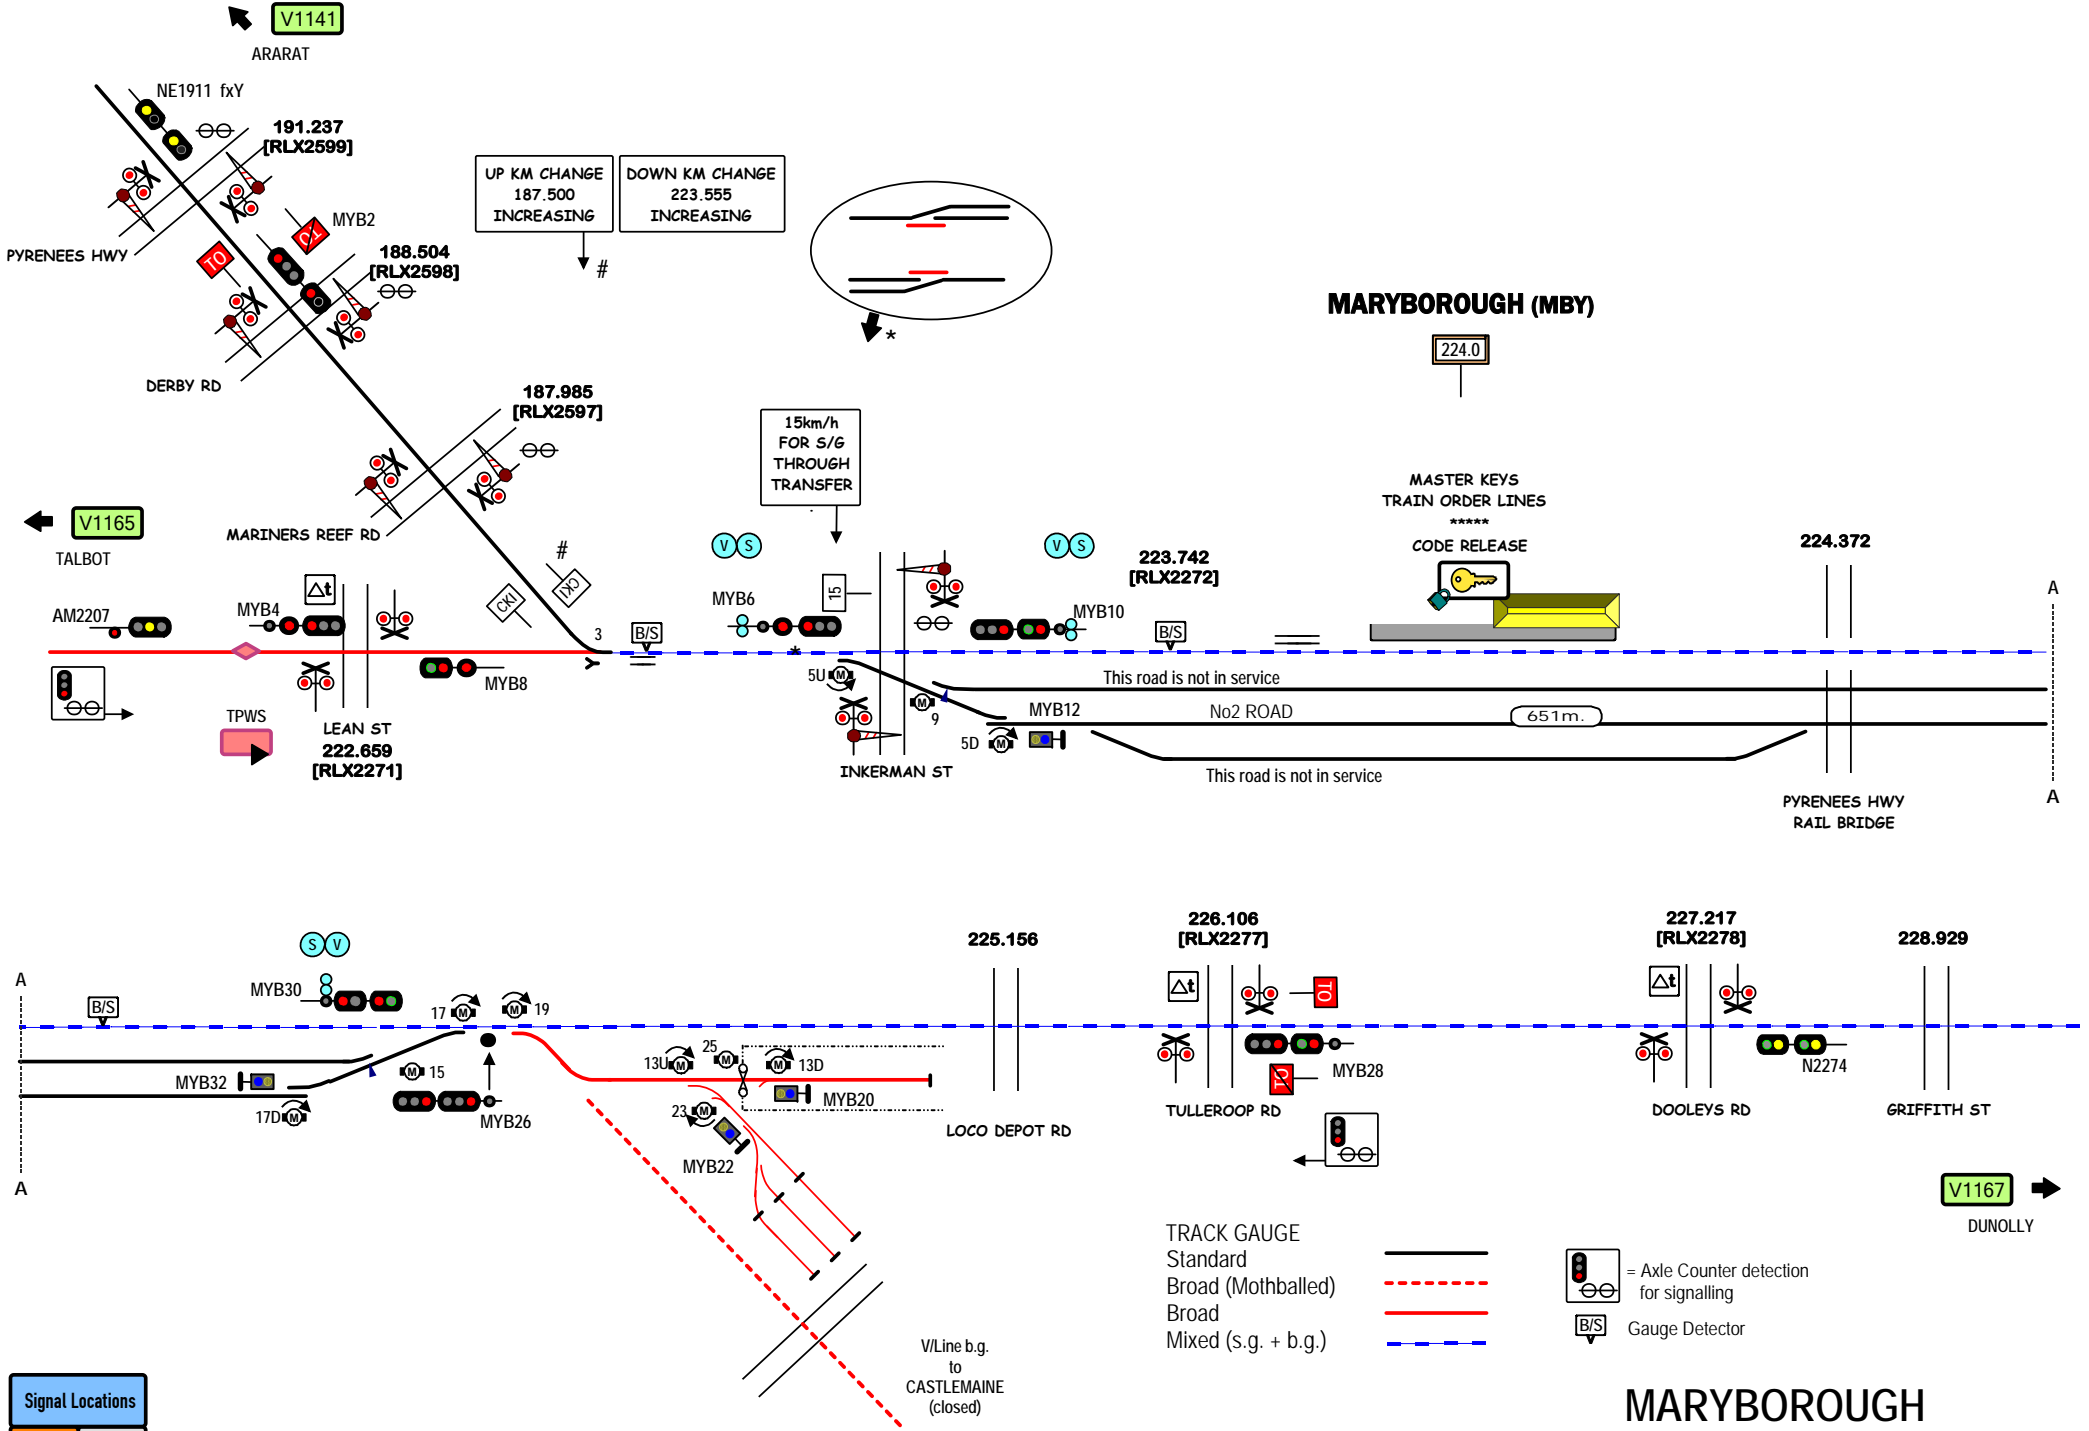 V1141
ARARAT
NE1911 fxY
191.237
[RLX2599]
PYRENEES HWY
TO
TO
MYB2
188.504
[RLX2598]
DERBY RD
UP KM CHANGE
187.500
INCREASING
DOWN KM CHANGE
223.555
INCREASING
#
*
MARYBOROUGH (MBY)
224.0
187.985
[RLX2597]
MARINERS REEF RD
15km/h
FOR S/G
THROUGH
TRANSFER
MASTER KEYS
TRAIN ORDER LINES
*****
CODE RELEASE
V1165
TALBOT
#
CKI
CKI
V S
V S
223.742
[RLX2272]
224.372
AM2207
MYB4
Δt
MYB8
3
B/S
MYB6
15
*
MYB10
B/S
A
5U
M
M
9
This road is not in service
No2 ROAD
651m.
MYB12
5D
M
This road is not in service
TPWS
LEAN ST
222.659
[RLX2271]
INKERMAN ST
PYRENEES HWY
RAIL BRIDGE
A
A
B/S
S V
MYB30
17
M
M
19
225.156
226.106
[RLX2277]
Δt
TO
227.217
[RLX2278]
Δt
228.929
MYB32
M
15
17D
M
MYB26
13U
M
25
M
M
13D
MYB20
23
M
MYB22
LOCO DEPOT RD
TO
MYB28
TULLEROOP RD
N2274
DOOLEYS RD
GRIFFITH ST
A
V1167
DUNOLLY
TRACK GAUGE
Standard
Broad (Mothballed)
Broad
Mixed (s.g. + b.g.)
= Axle Counter detection
for signalling
B/S
Gauge Detector
V/Line b.g.
to
CASTLEMAINE
(closed)
Signal Locations
MARYBOROUGH